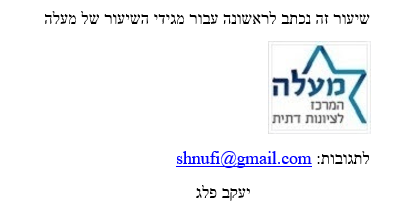 שיעור זה נכתב לראשונה עבור מגידי השיעור של מעלה
מעלה
המרכז
לציונות דתית
לתגובות: shnufi@gmail.com
יעקב פלג